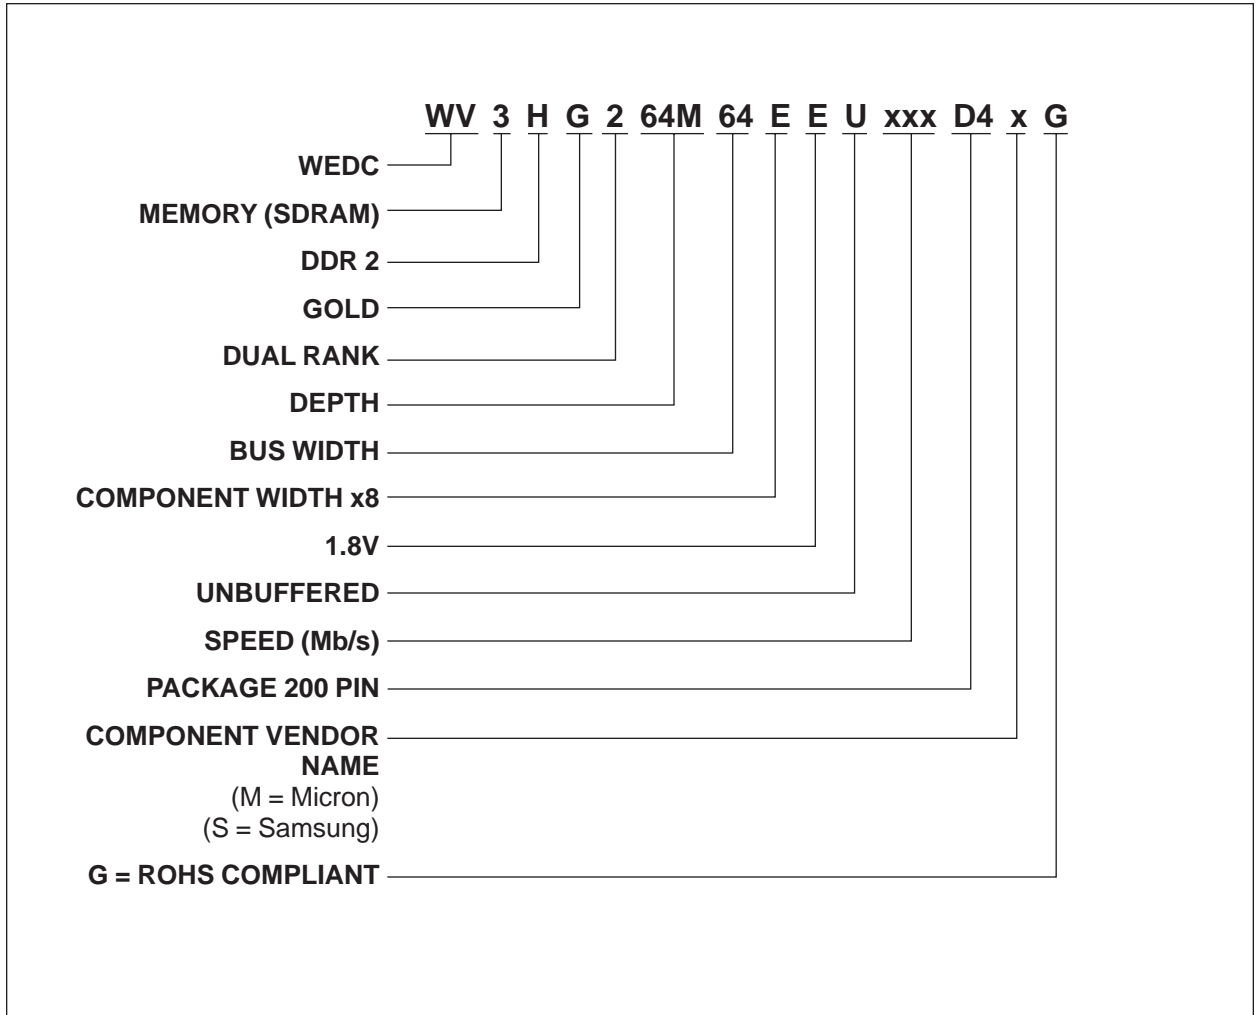 WV 3 H G 2 64M 64 E E U xxx D4 x G
WEDC
MEMORY (SDRAM)
DDR 2
GOLD
DUAL RANK
DEPTH
BUS WIDTH
COMPONENT WIDTH x8
1.8V
UNBUFFERED
SPEED (Mb/s)
PACKAGE 200 PIN
COMPONENT VENDOR
NAME
(M = Micron)
(S = Samsung)
G = ROHS COMPLIANT